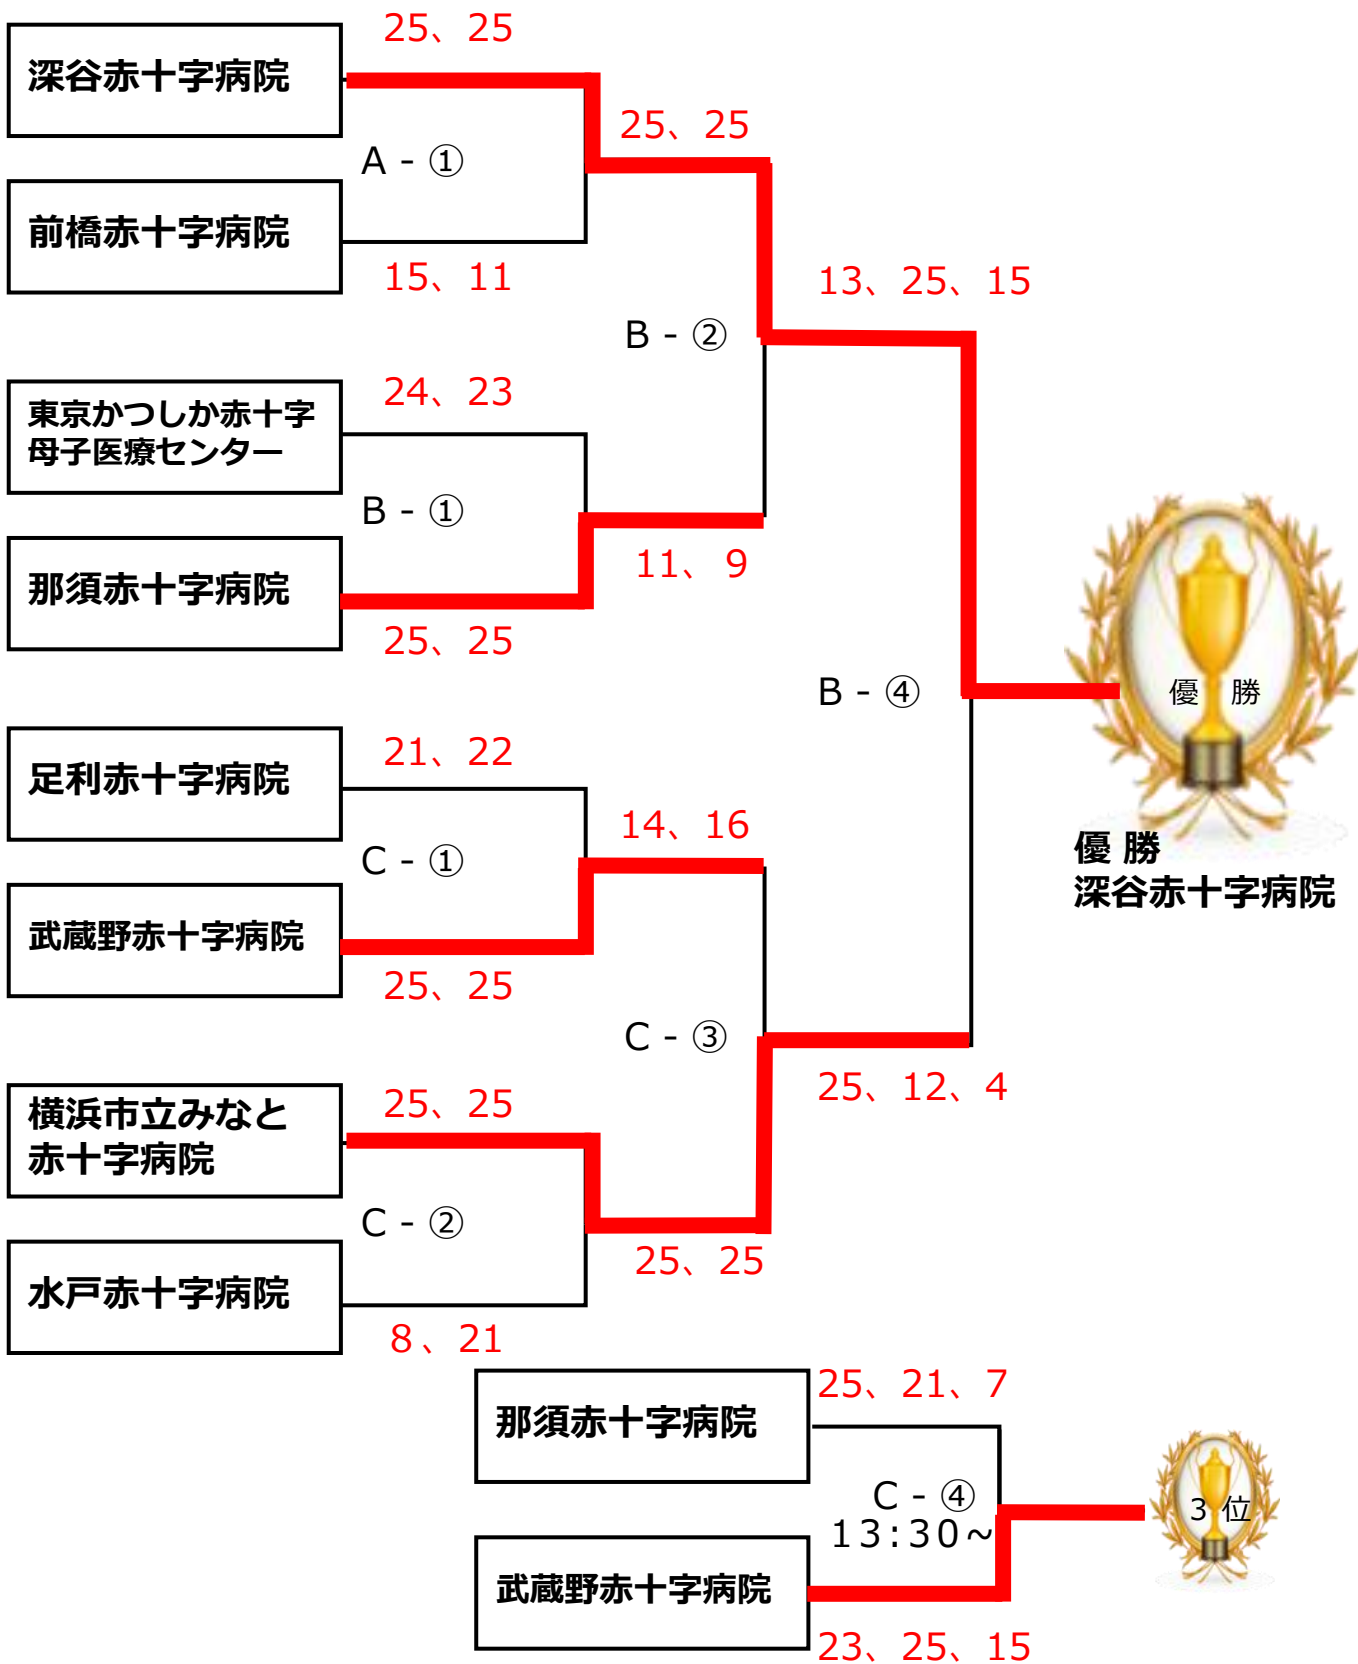 25、25
深谷赤十字病院
25、25
A - ①
前橋赤十字病院
15、11
13、25、15
B - ②
24、23
東京かつしか赤十字
母子医療センター
B - ①
11、 9
那須赤十字病院
25、25
B - ④
優 勝
21、22
足利赤十字病院
14、16
C - ①
優 勝
深谷赤十字病院
武蔵野赤十字病院
25、25
C - ③
25、12、4
25、25
横浜市立みなと
赤十字病院
C - ②
25、25
水戸赤十字病院
8、21
25、21、7
那須赤十字病院
C - ④
13:30~
3 位
武蔵野赤十字病院
23、25、15